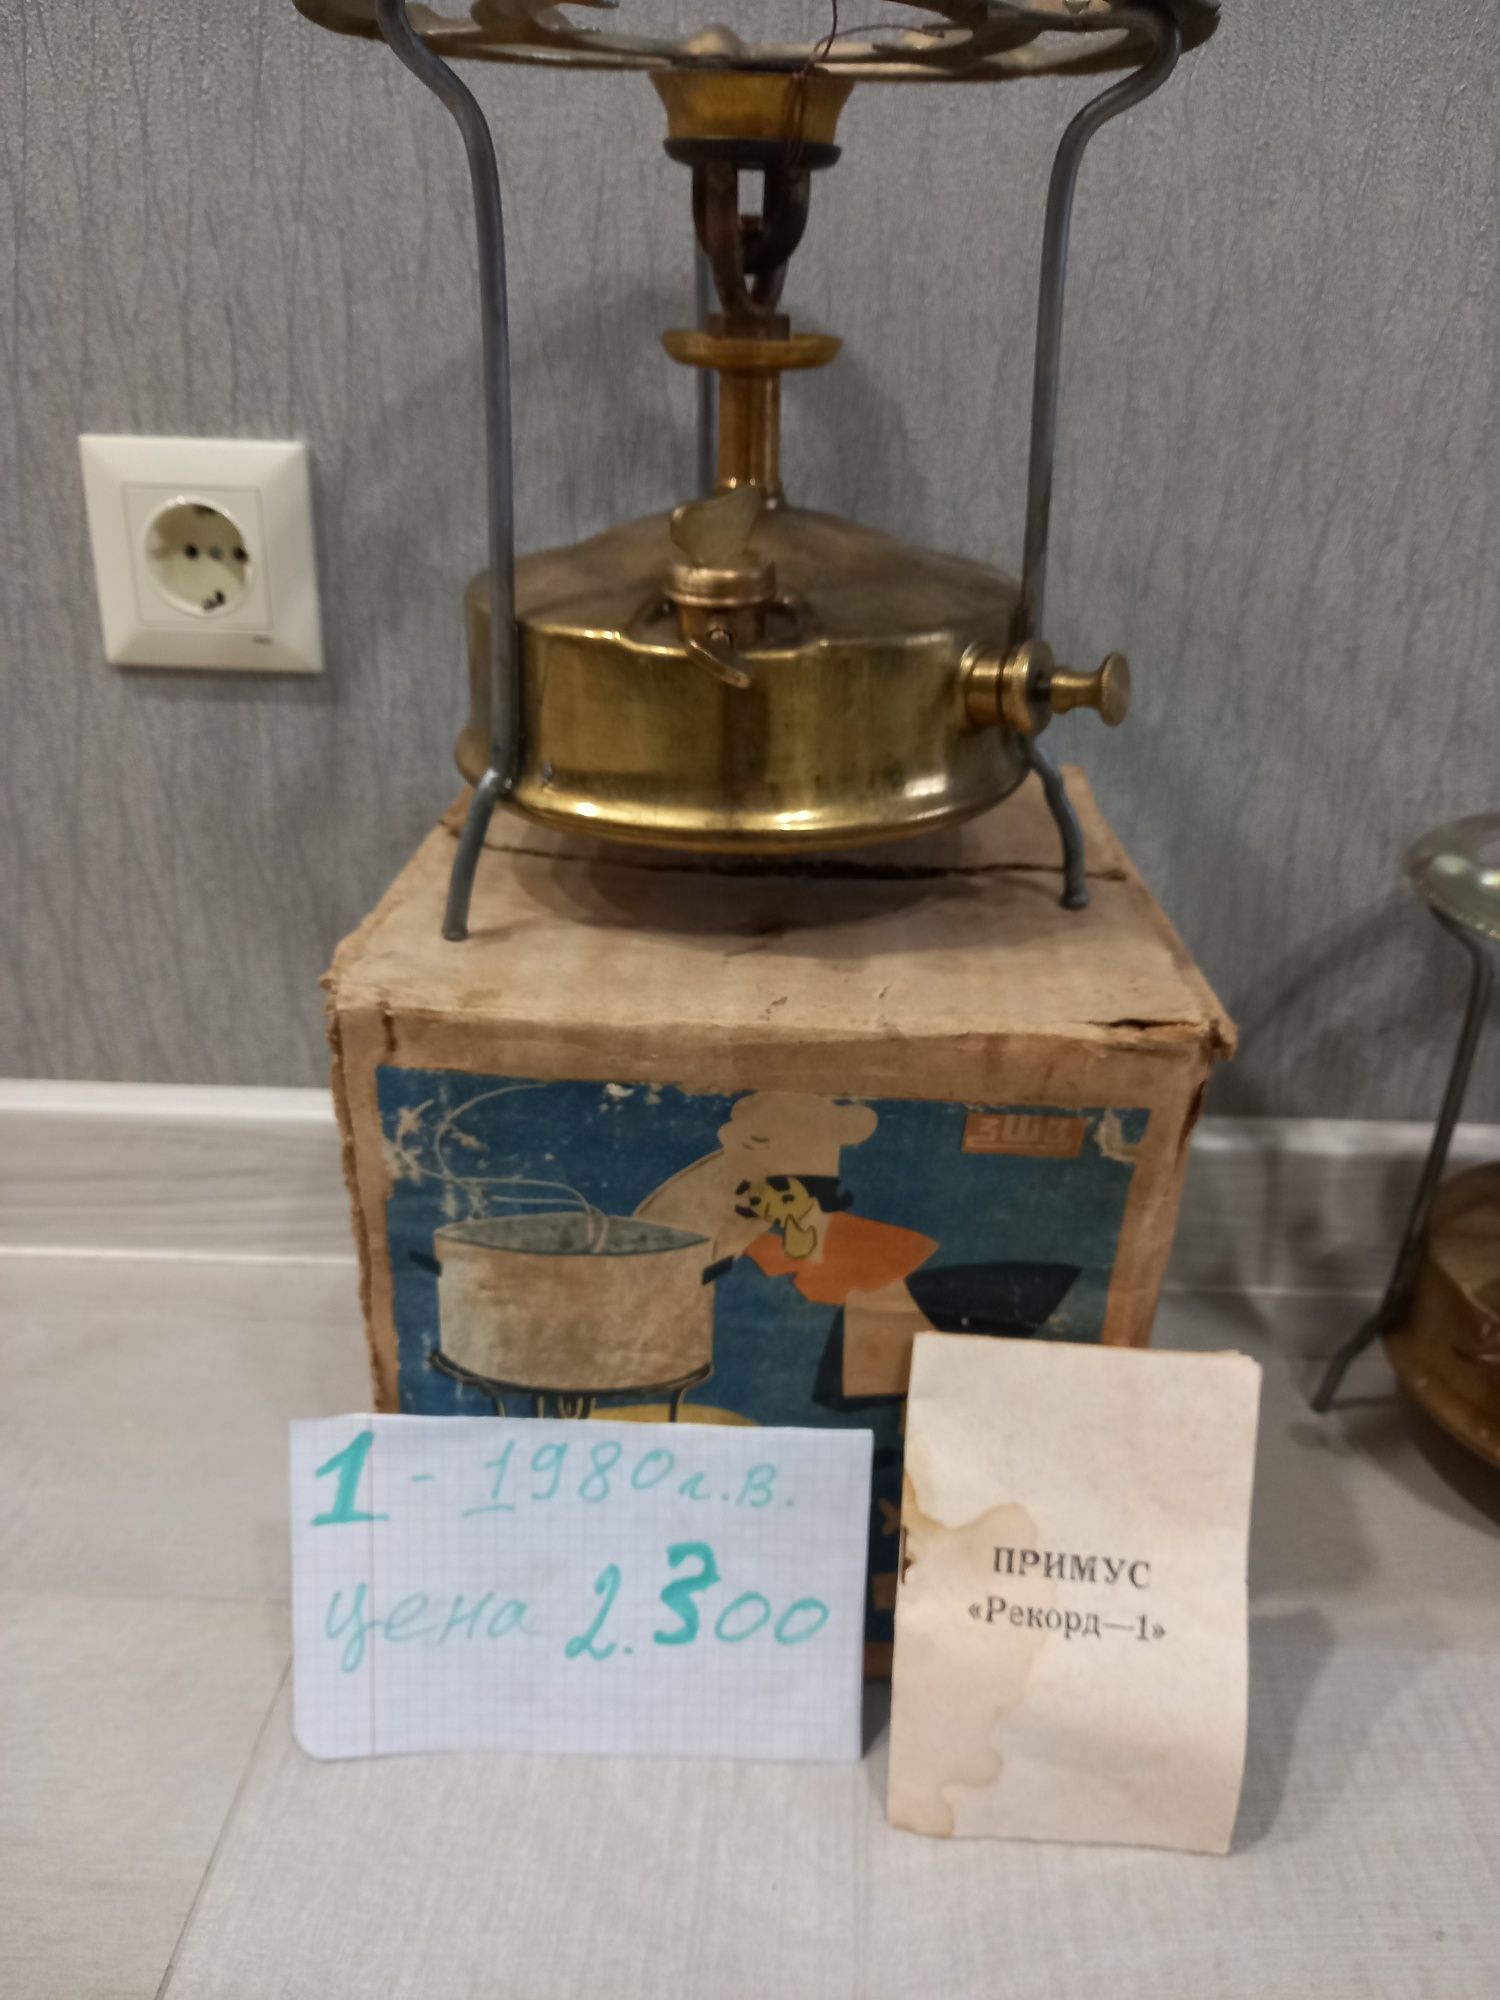 1 - 1980г.в.
цена 2.300
ПРИМУС
«Рекорд—1»